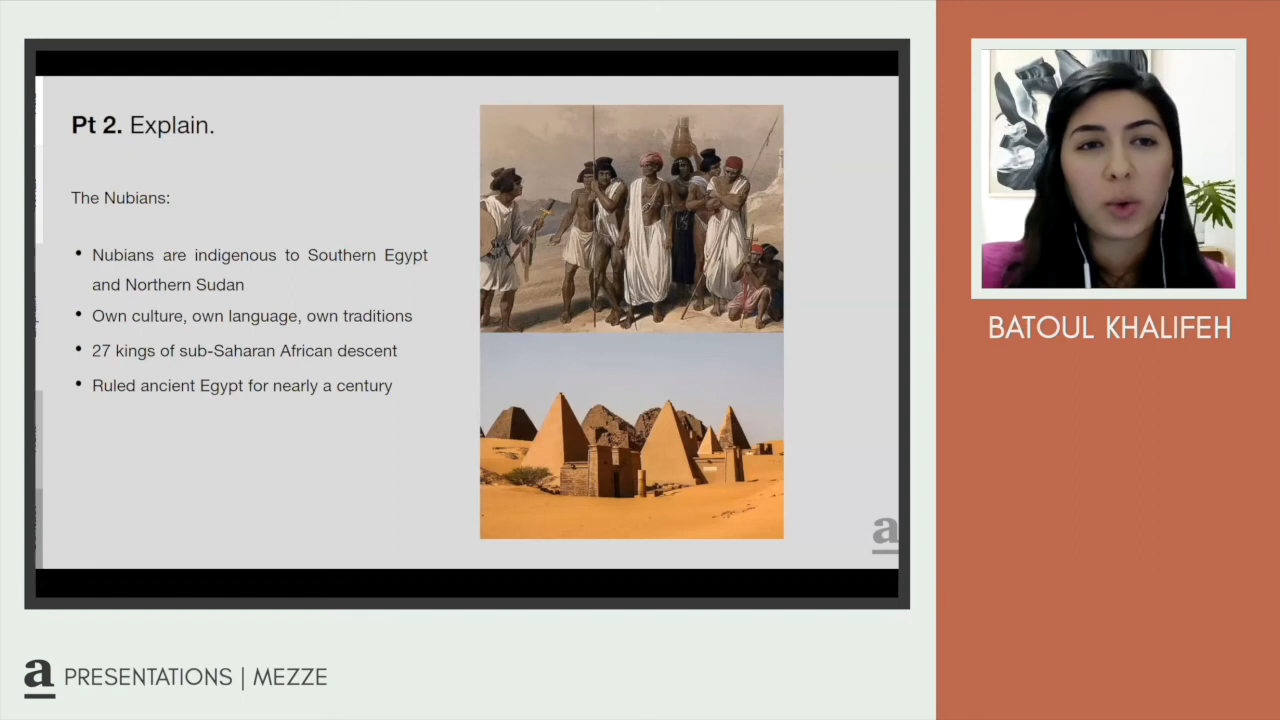 Pt 2. Explain.
The Nubians:
• Nubians are indigenous to Southern Egypt
and Northern Sudan
• Own culture, own language, own traditions
• 27 kings of sub-Saharan African descent
• Ruled ancient Egypt for nearly a century
a
BATOUL KHALIFEH
a PRESENTATIONS | MEZZE